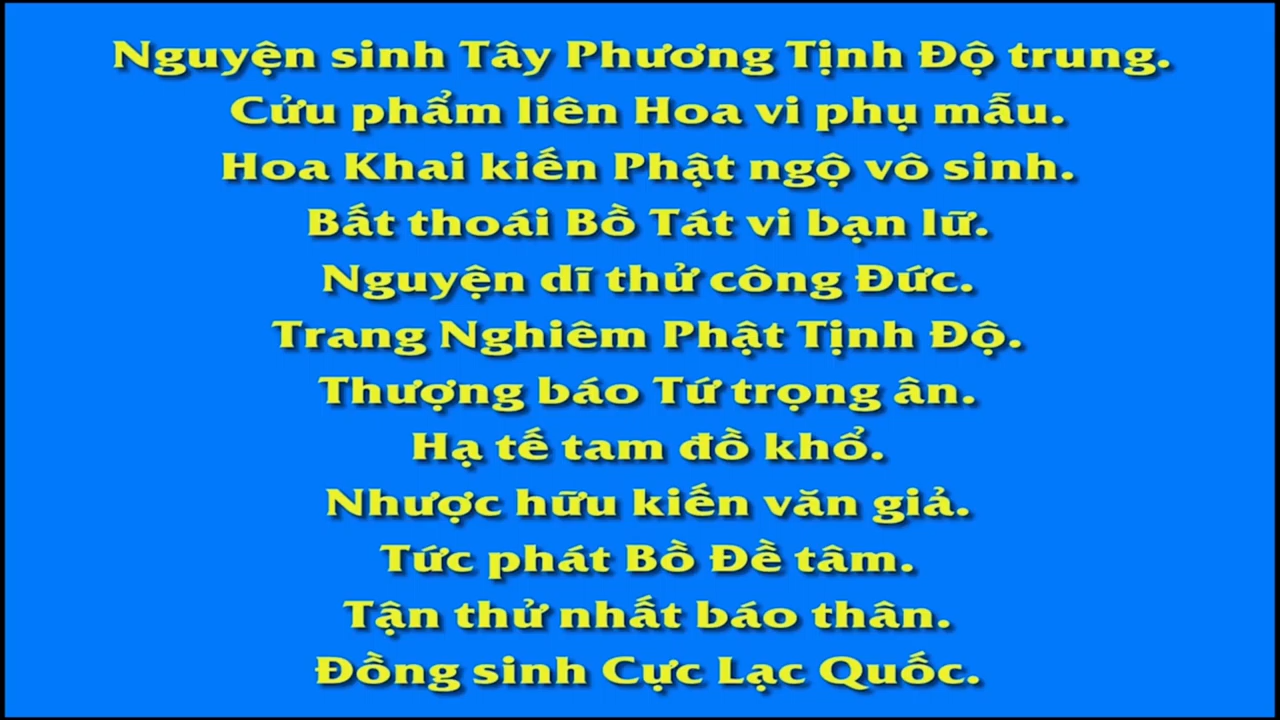 Nguyện sinh Tây Phương Tịnh Độ trung.
Cửu phẩm liên Hoa vi phụ mẫu.
Hoa Khai kiến Phật ngộ vô sinh.
Bất thoái Bồ Tát vi bạn lữ.
Nguyện dĩ thử công Đức.
Trang Nghiêm Phật Tịnh Độ.
Thượng báo Tứ trọng ân.
Hạ tế tam đồ khổ.
Nhược hữu kiến văn giả.
Tức phát Bồ Đề tâm.
Tận thử nhất báo thân.
Đồng sinh Cực Lạc Quốc.